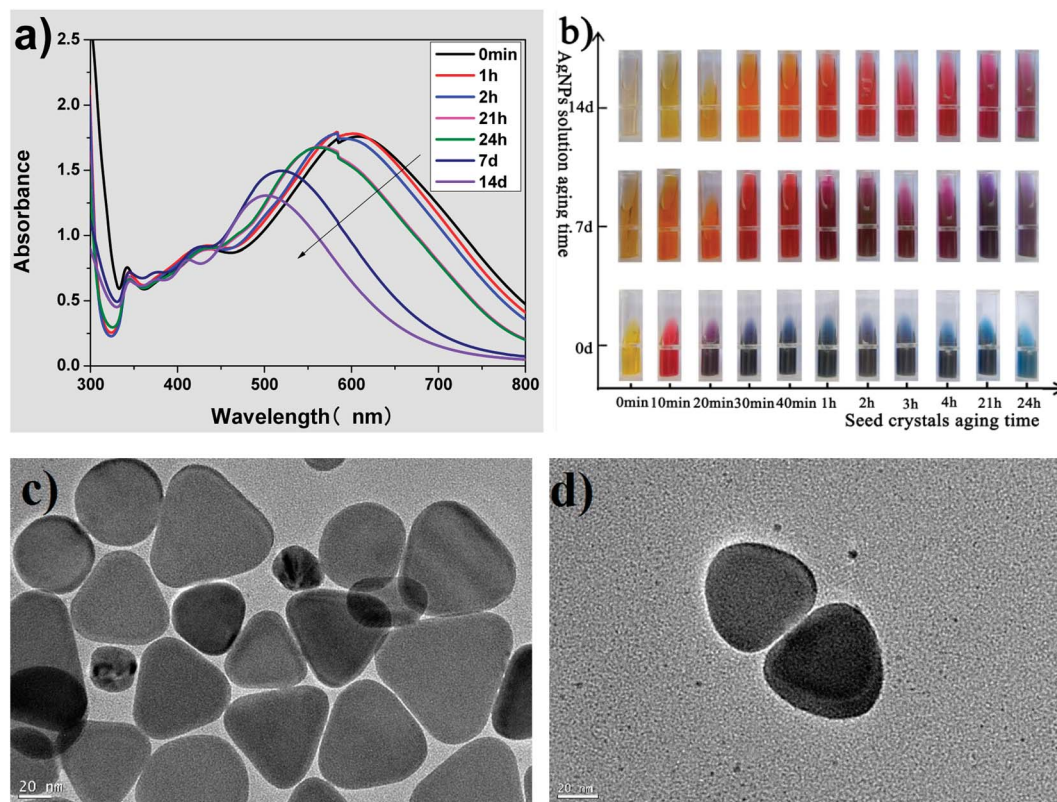 a)
2.5
2.0
1.5
1.0
0.5
0.0
Absorbance
300 400 500 600 700 800
Wavelength( nm)
0min
1h
2h
21h
24h
7d
14d
b)
AgNPs solution aging time
14d
7d
0d
0min 10min 20min 30min 40min 1h 2h 3h 4h 21h 24h
Seed crystals aging time
c)
20 nm
d)
20 nm